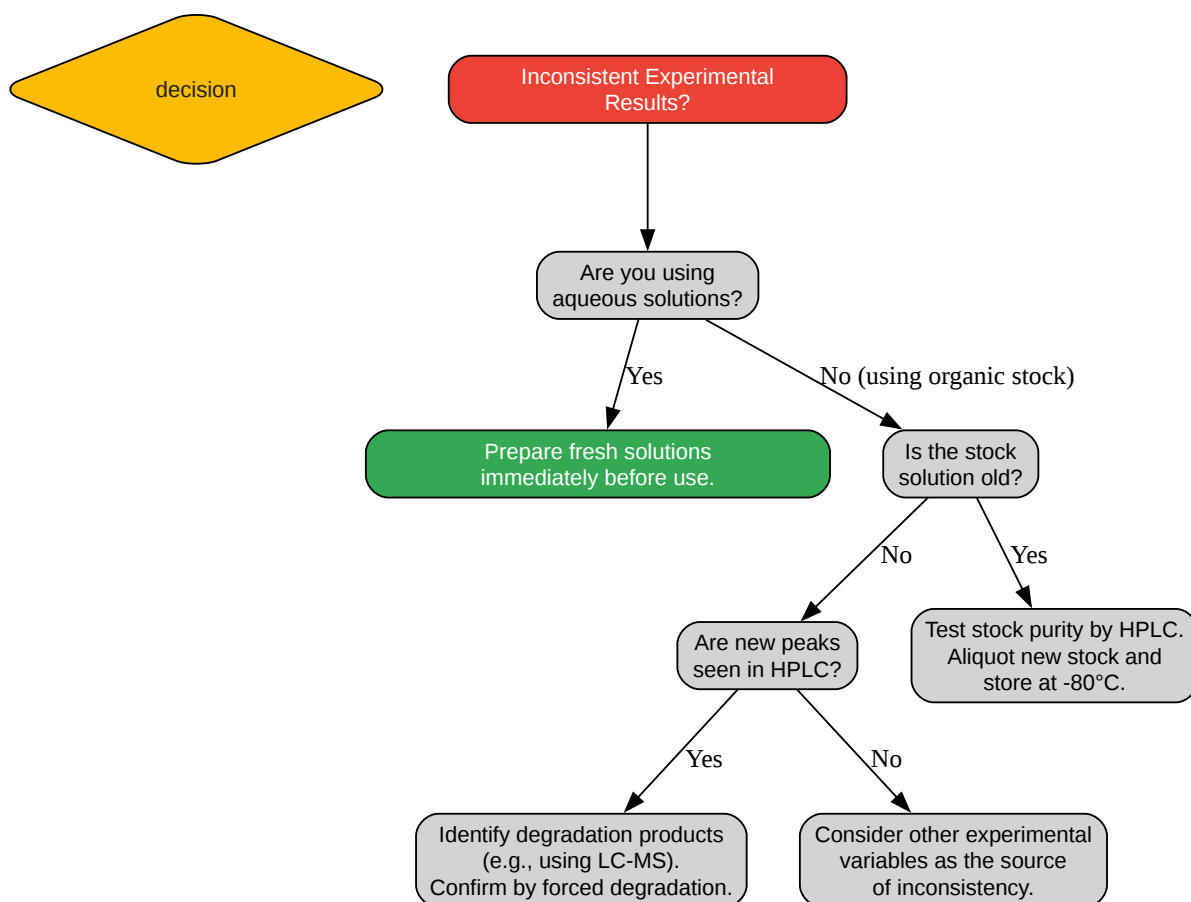 decision
Inconsistent Experimental
Results?
Are you using
aqueous solutions?
Yes
No (using organic stock)
Prepare fresh solutions
immediately before use.
Is the stock
solution old?
No
Yes
Are new peaks
seen in HPLC?
Test stock purity by HPLC.
Aliquot new stock and
store at -80°C.
Yes
No
Identify degradation products
(e.g., using LC-MS).
Confirm by forced degradation.
Consider other experimental
variables as the source
of inconsistency.